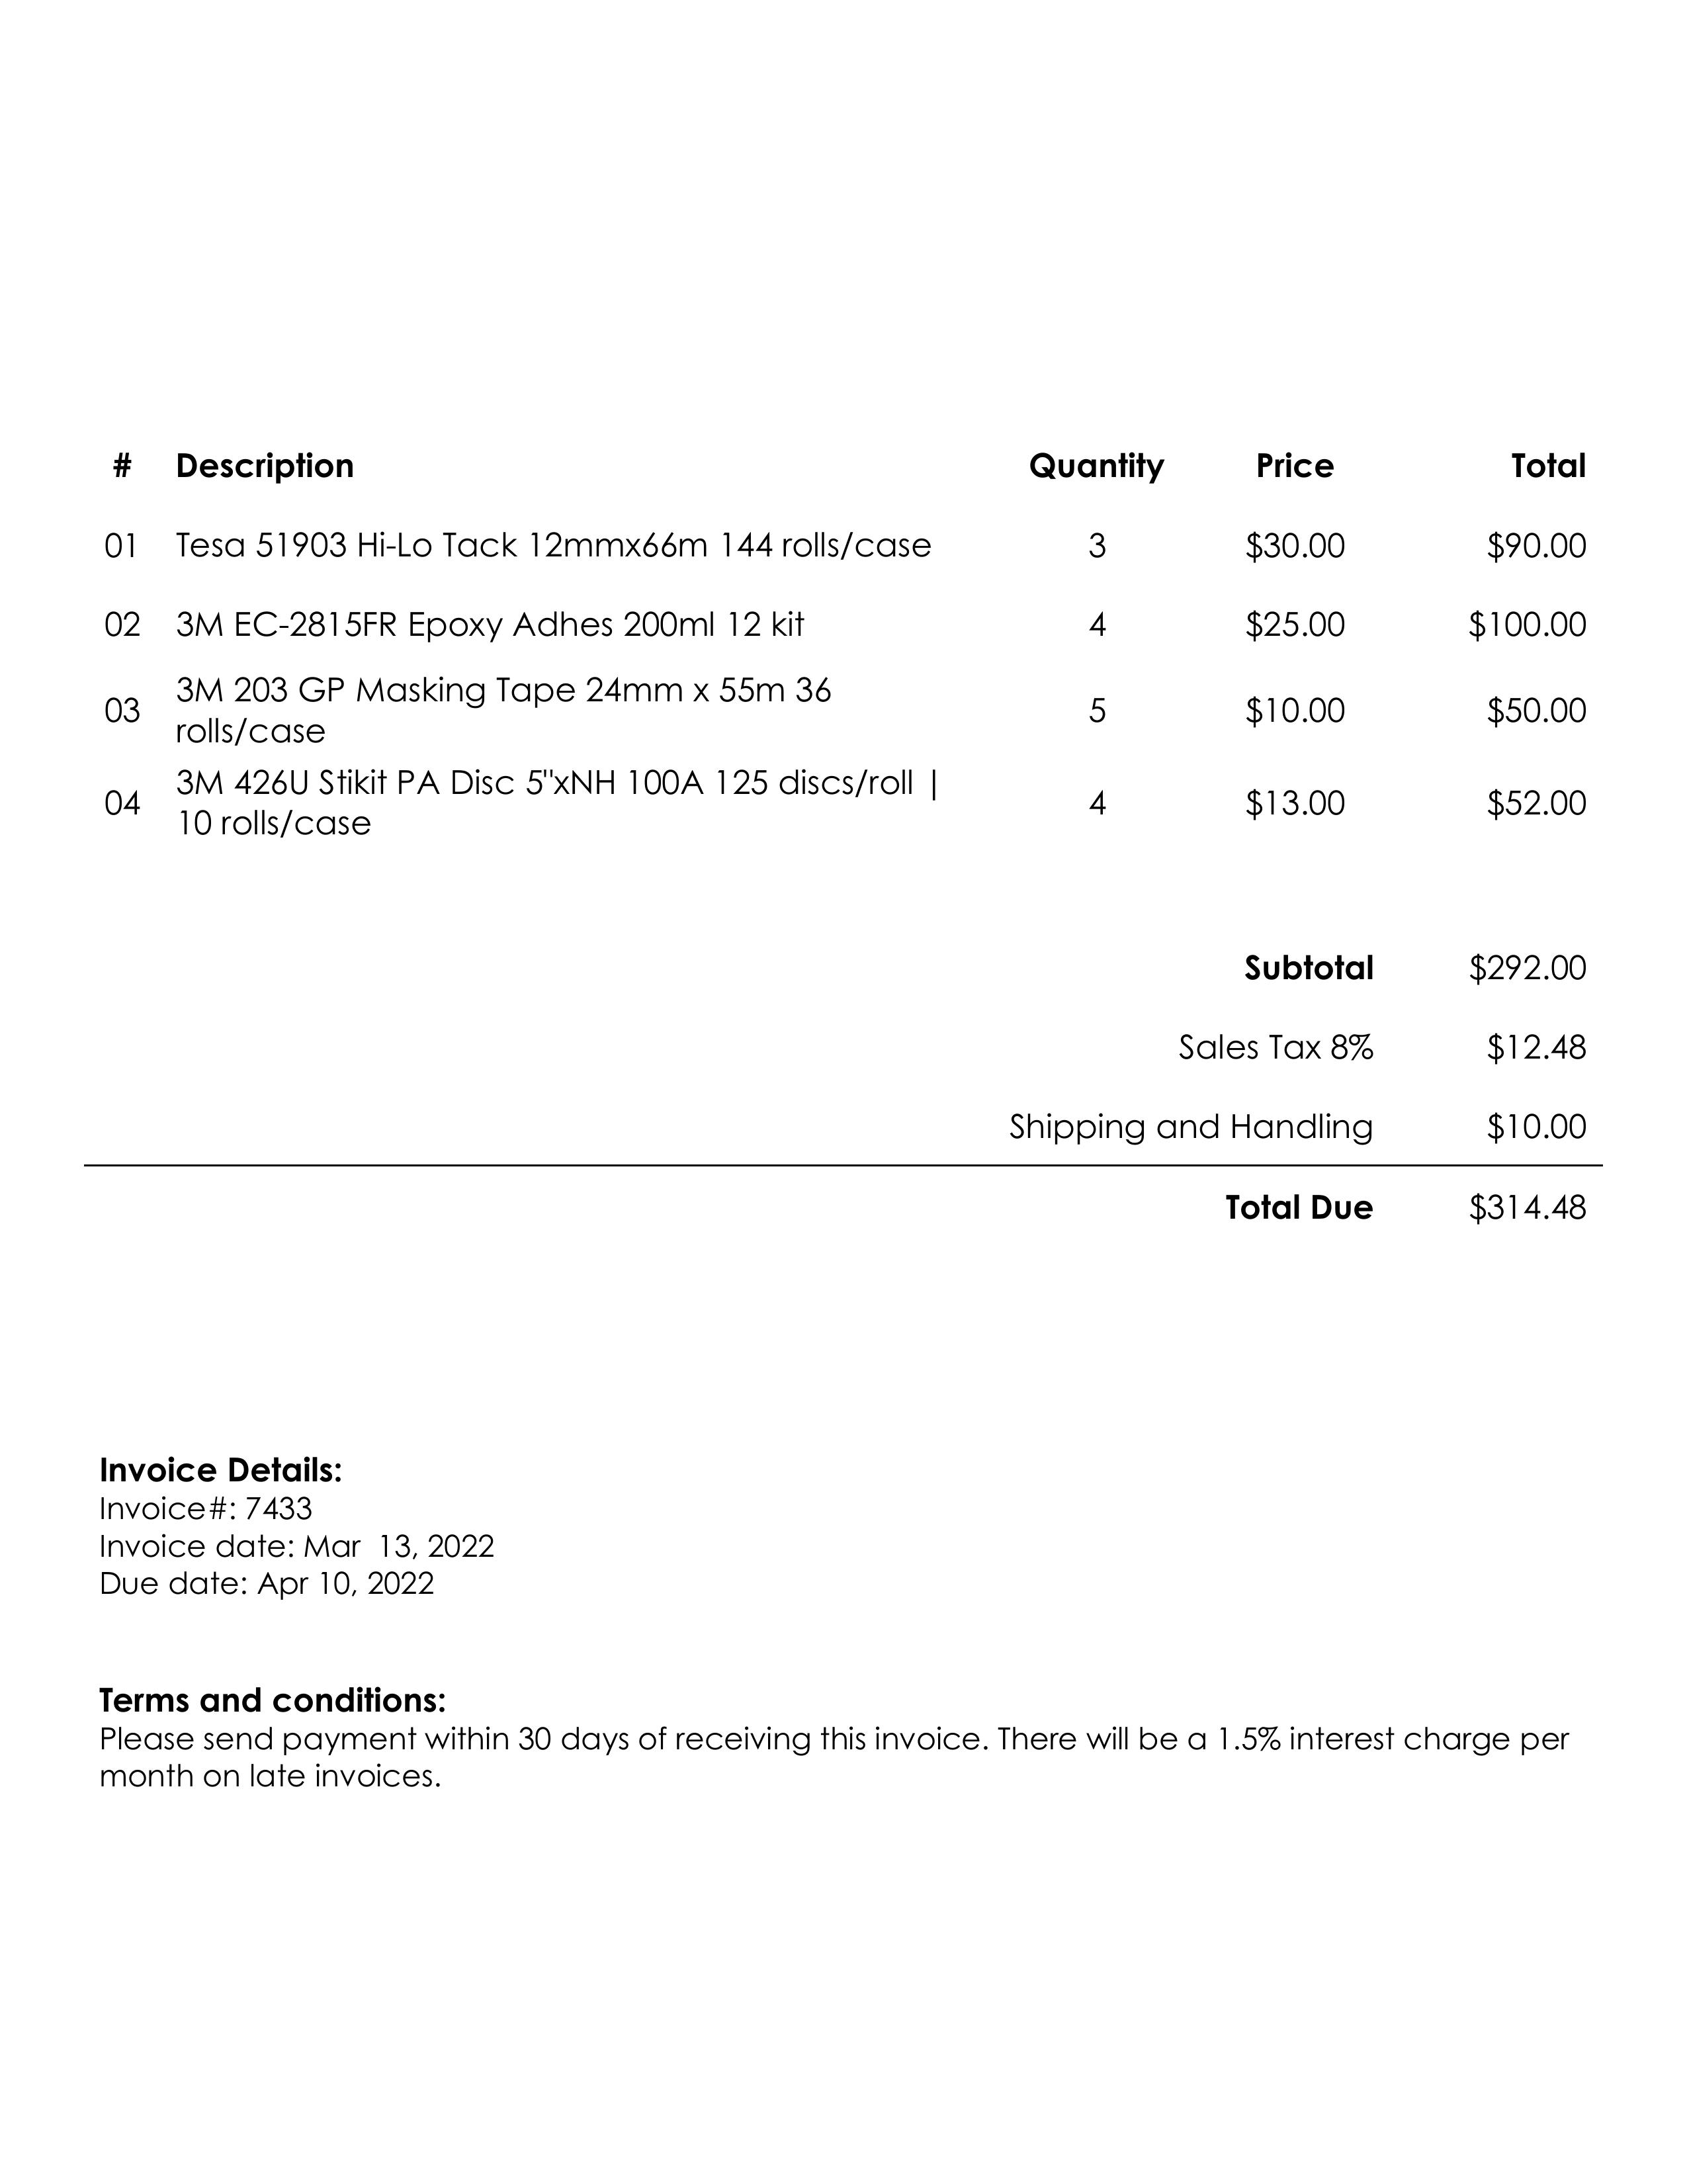 # Description Quantity Price Total
01 Tesa 51903 Hi-Lo Tack 12mmx66m 144 rolls/case 3 $30.00 $90.00
02 3M EC-2815FR Epoxy Adhes 200ml 12 kit 4 $25.00 $100.00
03 3M 203 GP Masking Tape 24mm x 55m 36
rolls/case 5 $10.00 $50.00
04 3M 426U Stikit PA Disc 5"xNH 100A 125 discs/roll |
10 rolls/case 4 $13.00 $52.00
Subtotal $292.00
Sales Tax 8% $12.48
Shipping and Handling $10.00
Total Due $314.48
Invoice Details:
Invoice#: 7433
Invoice date: Mar  13, 2022
Due date: Apr 10, 2022
Terms and conditions:
Please send payment within 30 days of receiving this invoice. There will be a 1.5% interest charge per
month on late invoices.